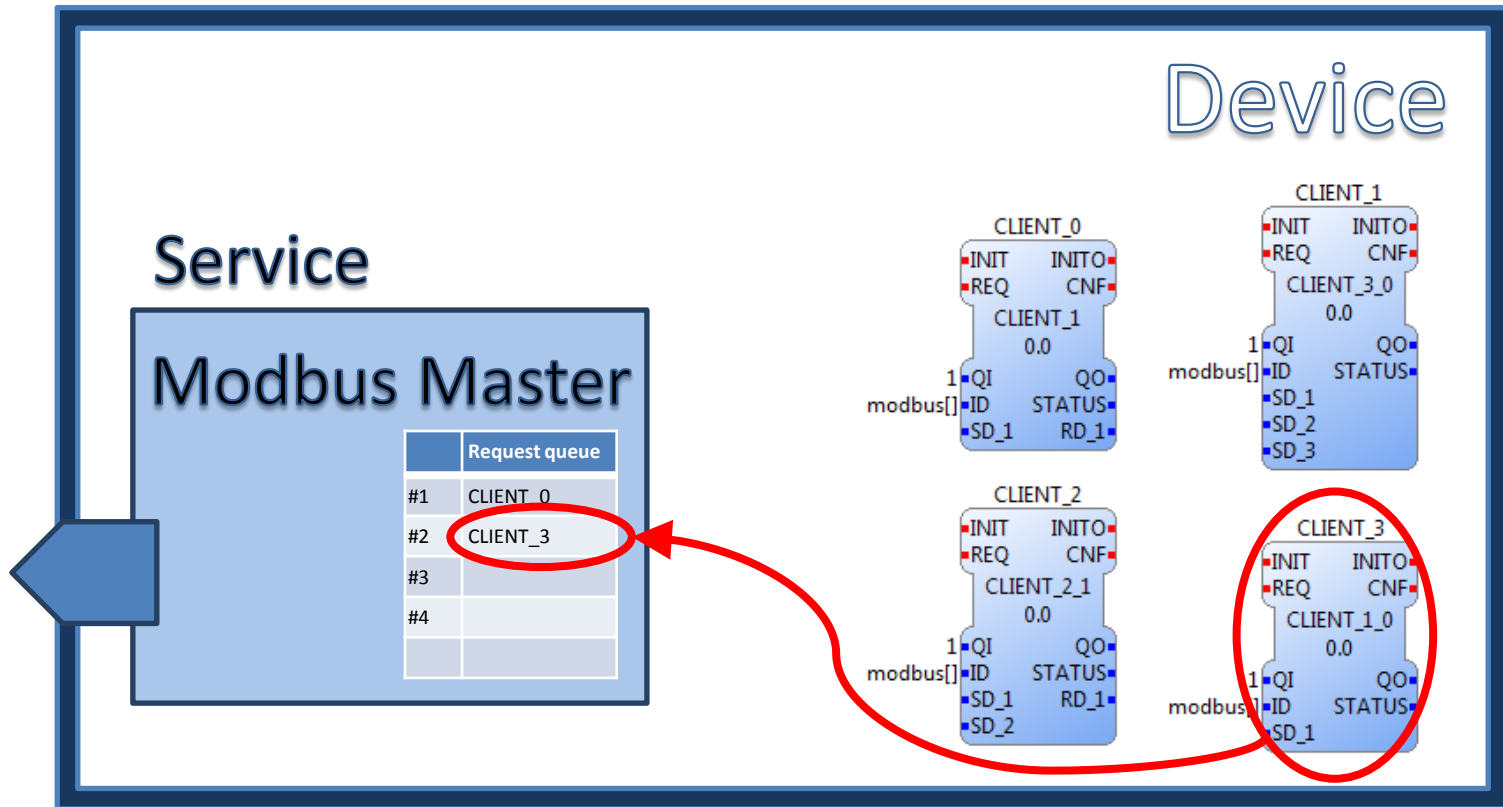 Device
Service
Modbus Master
Request queue
#1 CLIENT_0
#2 CLIENT_3
#3
#4
CLIENT_0
INIT INITO
REQ CNF
CLIENT_1
0.0
1 QI QO
modbus[] ID STATUS
SD_1 RD_1
CLIENT_1
INIT INITO
REQ CNF
CLIENT_3_0
0.0
1 QI QO
modbus[] ID STATUS
SD_1
SD_2
SD_3
CLIENT_2
INIT INITO
REQ CNF
CLIENT_2_1
0.0
1 QI QO
modbus[] ID STATUS
SD_1 RD_1
SD_2
CLIENT_3
INIT INITO
REQ CNF
CLIENT_1_0
0.0
1 QI QO
modbus[] ID STATUS
SD_1